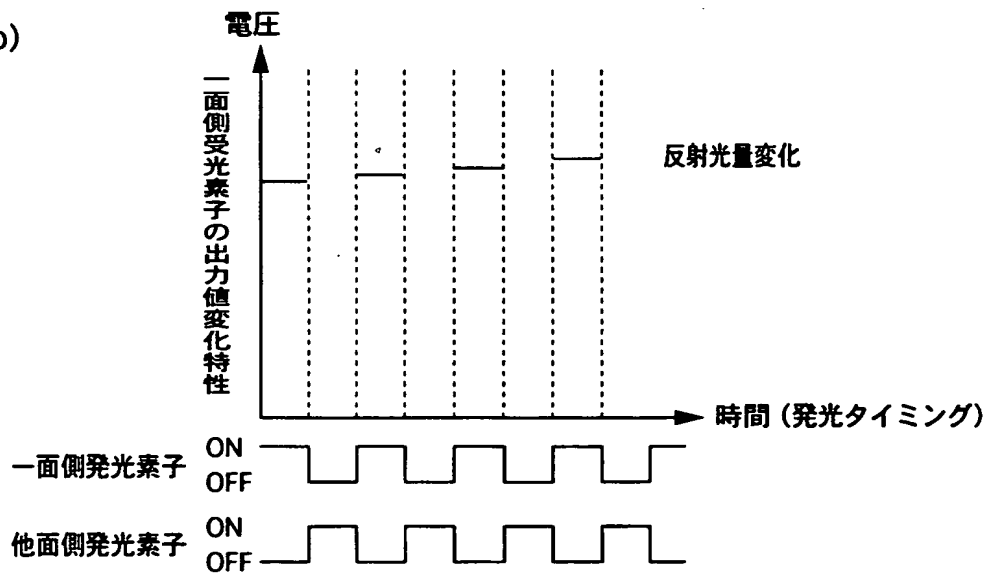 b)
電圧
一面側受光素子の出力値変化特性
反射光量変化
時間 (発光タイミング)
一面側発光素子
ON
OFF
他面側発光素子
ON
OFF